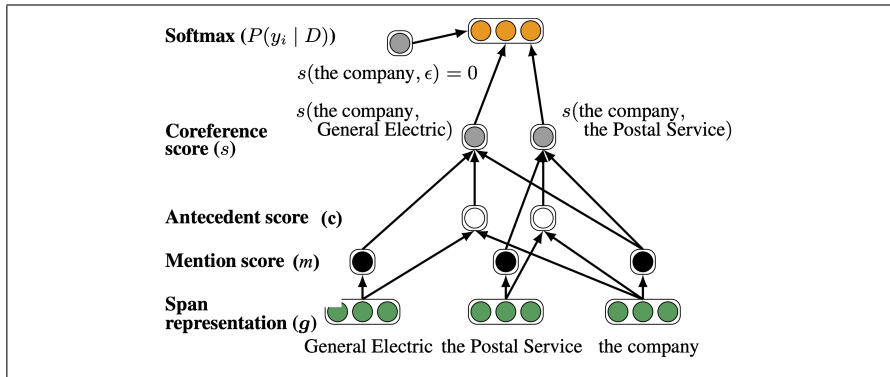 Softmax (P(y_i | D))
s(the company, ϵ) = 0
s(the company,
General Electric)
s(the company,
the Postal Service)
Coreference
score (s)
Antecedent score (c)
Mention score (m)
Span
representation (g)
General Electric the Postal Service the company